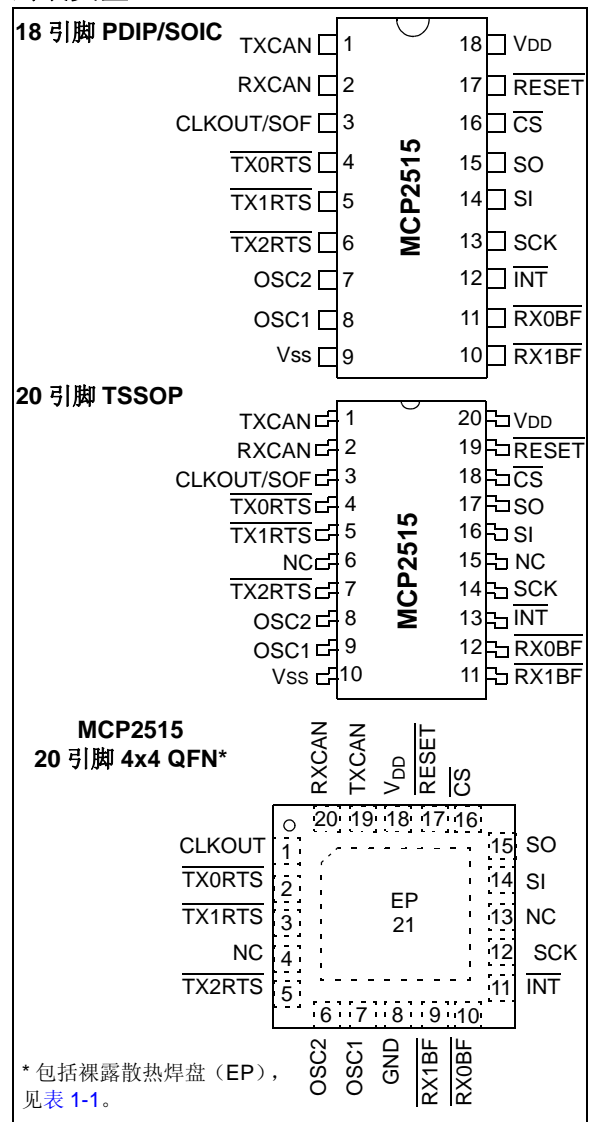 18 引脚 PDIP/SOIC
TXCAN 1 18 VDD
RXCAN 2 17 RESET
CLKOUT/SOF 3 16 CS
TX0RTS 4 15 SO
TX1RTS 5 14 SI
TX2RTS 6 13 SCK
OSC2 7 12 INT
OSC1 8 11 RX0BF
Vss 9 10 RX1BF
MCP2515
20 引脚 TSSOP
TXCAN 1 20 VDD
RXCAN 2 19 RESET
CLKOUT/SOF 3 18 CS
TX0RTS 4 17 SO
TX1RTS 5 16 SI
NC 6 15 NC
TX2RTS 7 14 SCK
OSC2 8 13 INT
OSC1 9 12 RX0BF
Vss 10 11 RX1BF
MCP2515
MCP2515
20 引脚 4x4 QFN*
RXCAN TXCAN VDD RESET CS
20 19 18 17 16
CLKOUT 1 15 SO
TX0RTS 2 14 SI
TX1RTS 3 13 NC
NC 4 12 SCK
TX2RTS 5 11 INT
EP
21
6 7 8 9 10
OSC2 OSC1 GND RX1BF RX0BF
* 包括裸露散热焊盘（EP），
见表 1-1。